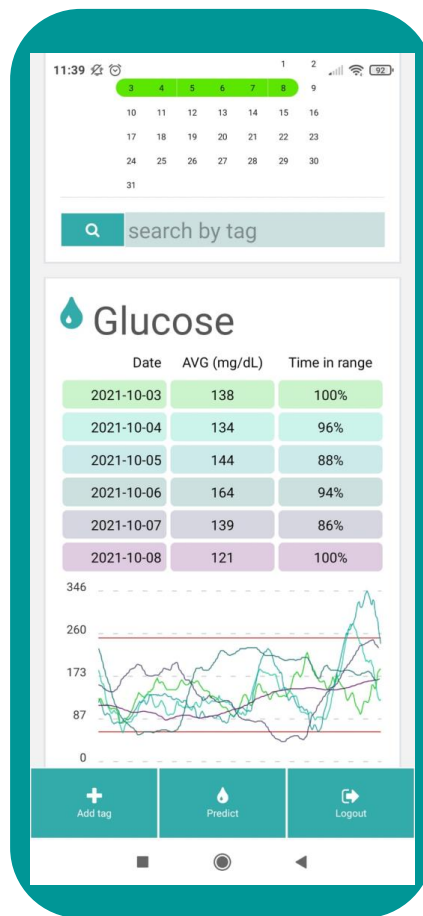 1 2
11:39 92
3 4 5 6 7 8 9
10 11 12 13 14 15 16
17 18 19 20 21 22 23
24 25 26 27 28 29 30
31
search by tag
Glucose
Date AVG (mg/dL) Time in range
2021-10-03 138 100%
2021-10-04 134 96%
2021-10-05 144 88%
2021-10-06 164 94%
2021-10-07 139 86%
2021-10-08 121 100%
346
260
173
87
0
Add tag Predict Logout